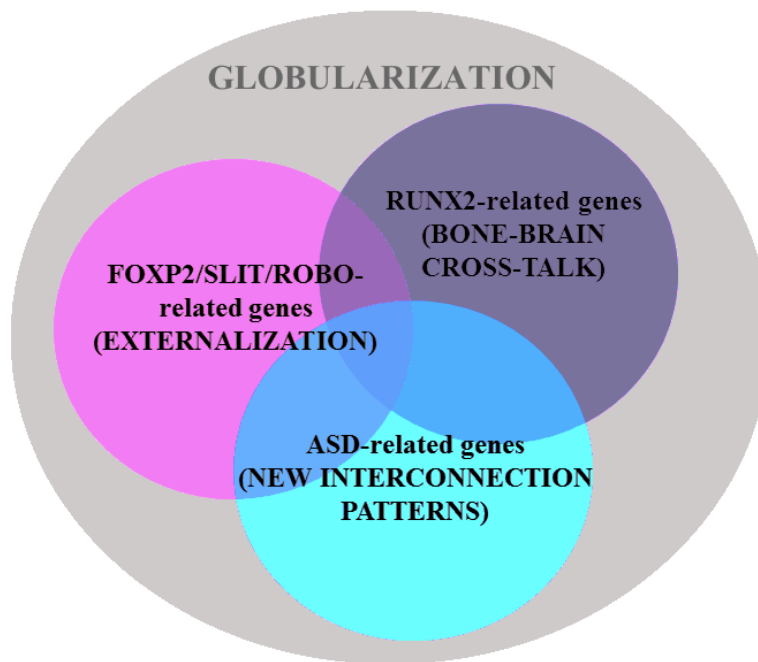 GLOBULARIZATION
RUNX2-related genes
(BONE-BRAIN
CROSS-TALK)
FOXP2/SLIT/ROBO-
related genes
(EXTERNALIZATION)
ASD-related genes
(NEW INTERCONNECTION
PATTERNS)